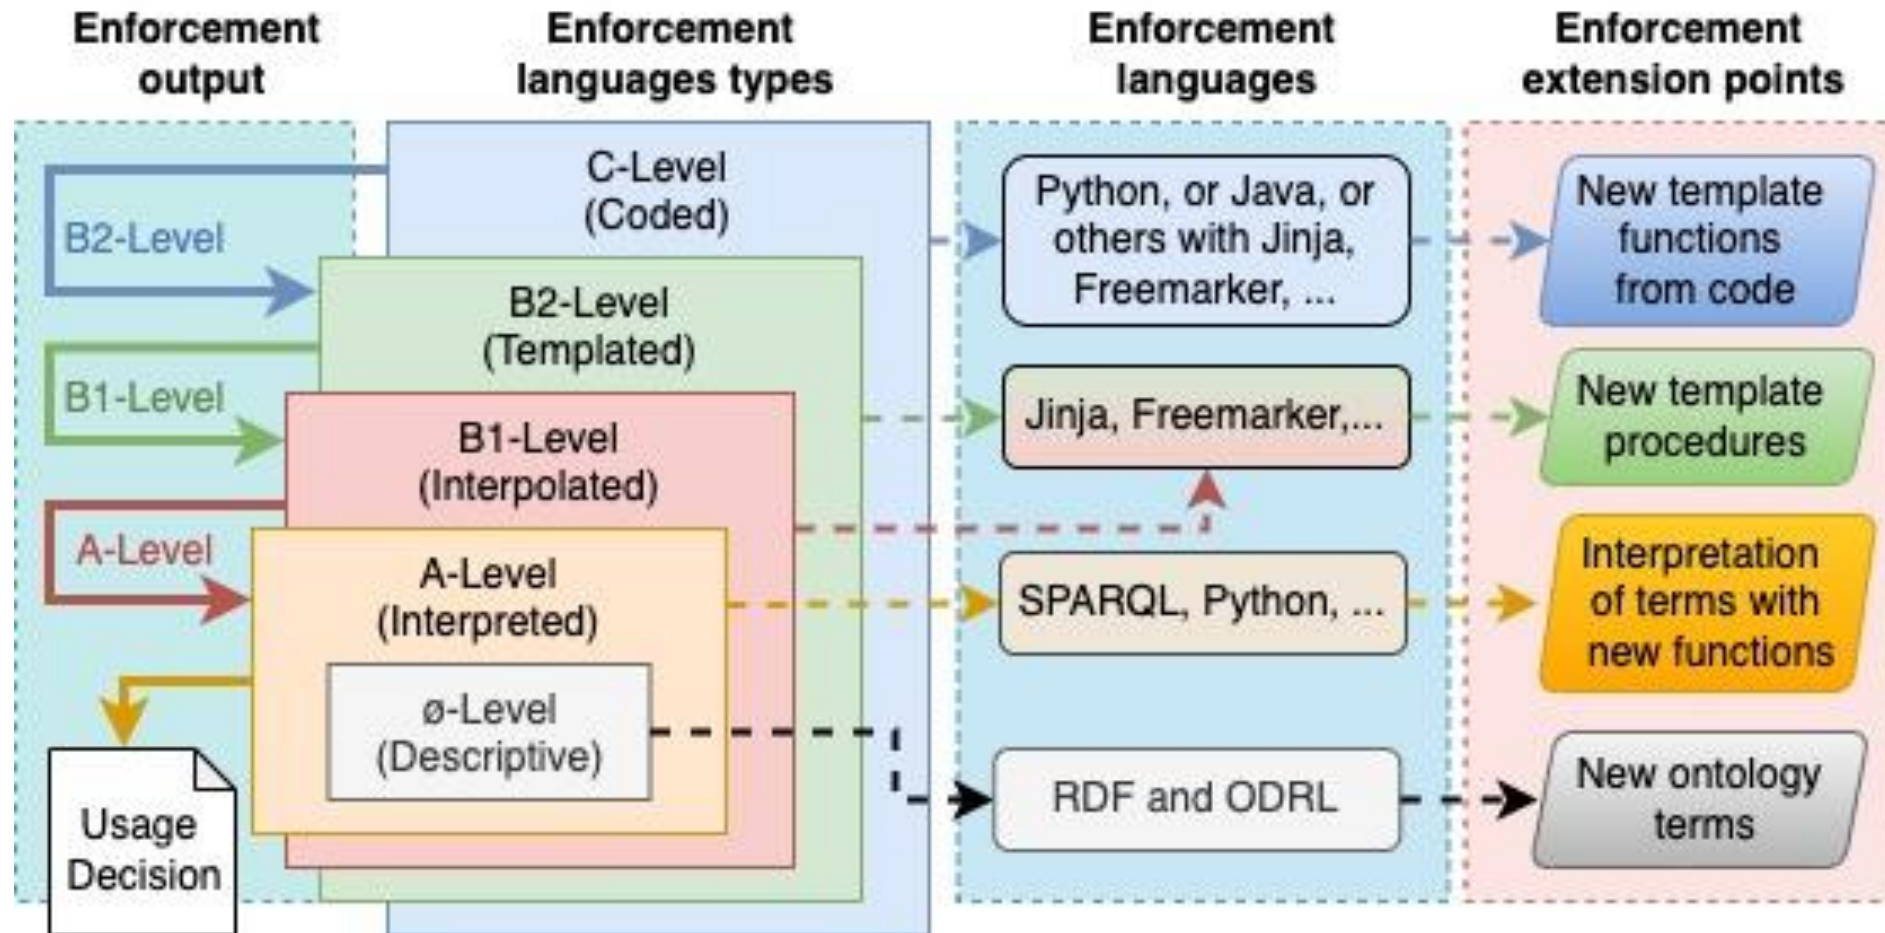 Enforcement
output
Enforcement
languages types
Enforcement
languages
Enforcement
extension points
B2-Level
B1-Level
A-Level
Usage
Decision
C-Level
(Coded)
B2-Level
(Templated)
B1-Level
(Interpolated)
A-Level
(Interpreted)
ø-Level
(Descriptive)
Python, or Java, or
others with Jinja,
Freemarker, ...
Jinja, Freemarker,...
SPARQL, Python, ...
RDF and ODRL
New template
functions
from code
New template
procedures
Interpretation
of terms with
new functions
New ontology
terms